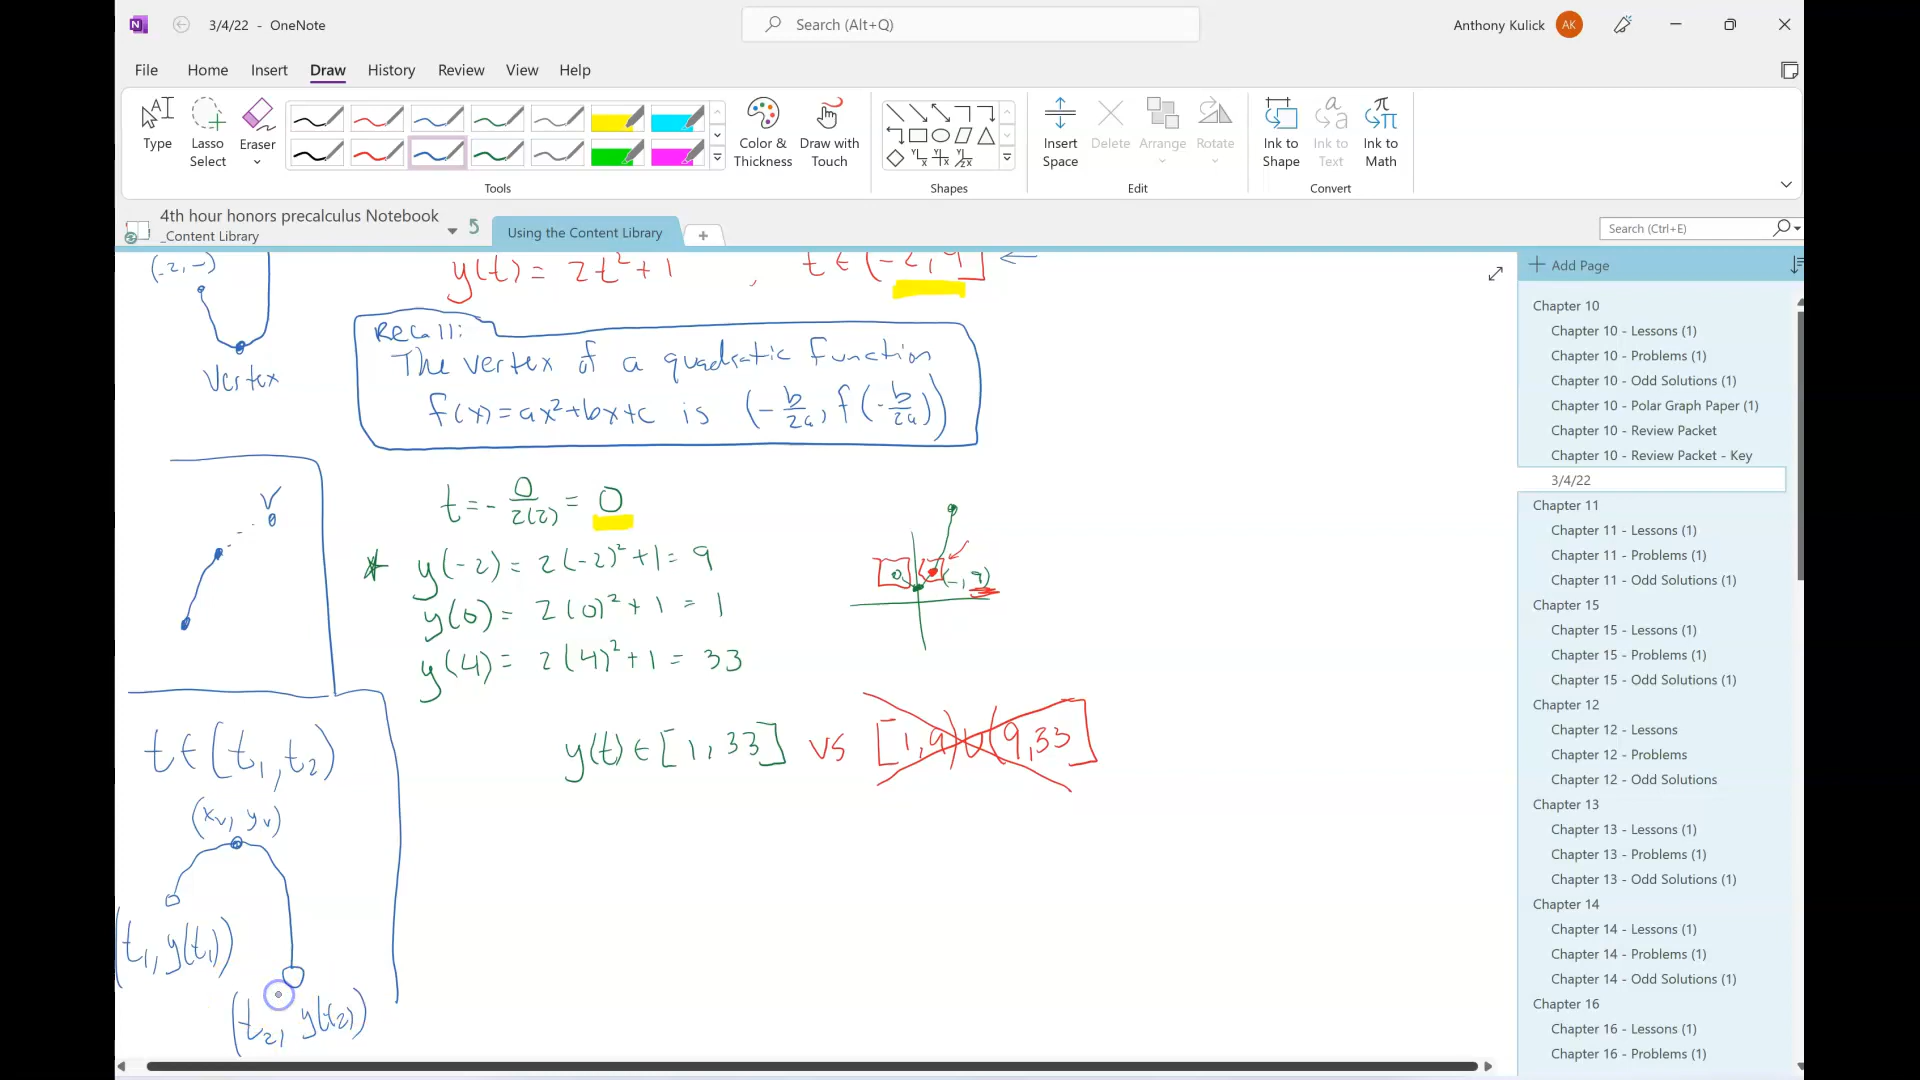 3/4/22 - OneNote
Search (Alt+Q)
Anthony Kulick
AK
File Home Insert Draw History Review View Help
Type
Lasso Select
Eraser
Color & Thickness
Draw with Touch
Insert Space
Delete
Arrange
Rotate
Ink to Shape
Ink to Text
Ink to Math
Tools
Shapes
Edit
Convert
4th hour honors precalculus Notebook
_Content Library
Using the Content Library
Search (Ctrl+E)
y(t) = 2t²+1 , t ∈
Recall:
The vertex of a quadratic function
f(x)=ax²+bx+c is (-b/2a, f(-b/2a))
Vertex
V
t = - 0/2(2) = 0
y(-2) = 2(-2)²+1 = 9
y(0) = 2(0)²+1 = 1
y(4) = 2(4)²+1 = 33
(-, 9)
y(t) ∈ [1, 33] vs [1,9)∪(9,33]
t ∈ (t₁, t₂)
(xᵥ, yᵥ)
(t₁, y(t₁))
(t₂, y(t₂))
Add Page
Chapter 10
Chapter 10 - Lessons (1)
Chapter 10 - Problems (1)
Chapter 10 - Odd Solutions (1)
Chapter 10 - Polar Graph Paper (1)
Chapter 10 - Review Packet
Chapter 10 - Review Packet - Key
3/4/22
Chapter 11
Chapter 11 - Lessons (1)
Chapter 11 - Problems (1)
Chapter 11 - Odd Solutions (1)
Chapter 15
Chapter 15 - Lessons (1)
Chapter 15 - Problems (1)
Chapter 15 - Odd Solutions (1)
Chapter 12
Chapter 12 - Lessons
Chapter 12 - Problems
Chapter 12 - Odd Solutions
Chapter 13
Chapter 13 - Lessons (1)
Chapter 13 - Problems (1)
Chapter 13 - Odd Solutions (1)
Chapter 14
Chapter 14 - Lessons (1)
Chapter 14 - Problems (1)
Chapter 14 - Odd Solutions (1)
Chapter 16
Chapter 16 - Lessons (1)
Chapter 16 - Problems (1)